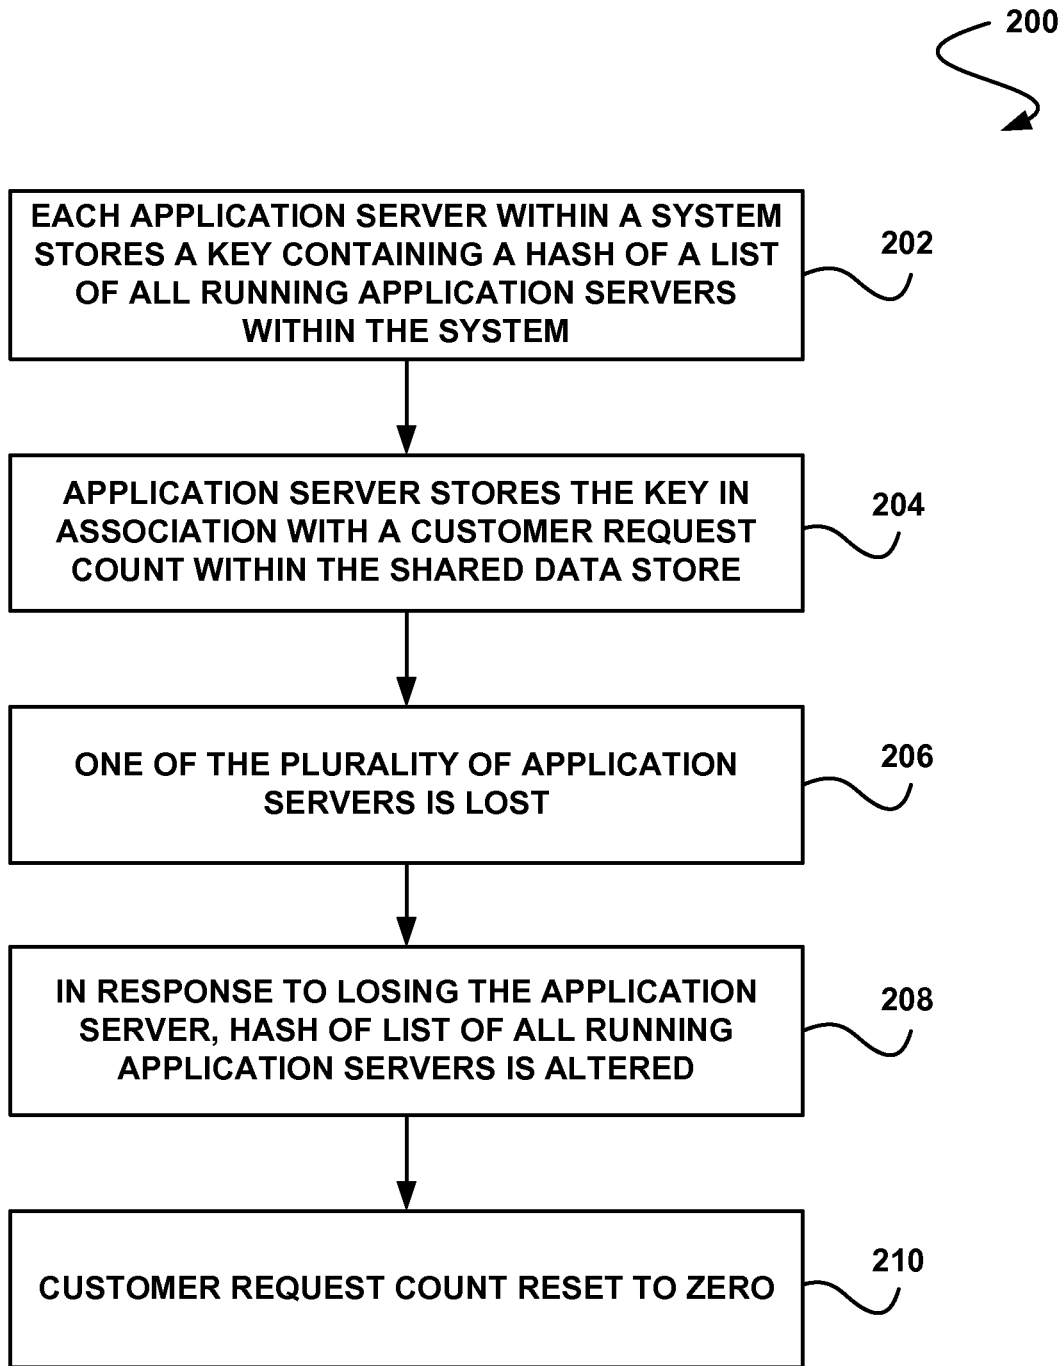 200
EACH APPLICATION SERVER WITHIN A SYSTEM
STORES A KEY CONTAINING A HASH OF A LIST
OF ALL RUNNING APPLICATION SERVERS
WITHIN THE SYSTEM
202
APPLICATION SERVER STORES THE KEY IN
ASSOCIATION WITH A CUSTOMER REQUEST
COUNT WITHIN THE SHARED DATA STORE
204
ONE OF THE PLURALITY OF APPLICATION
SERVERS IS LOST
206
IN RESPONSE TO LOSING THE APPLICATION
SERVER, HASH OF LIST OF ALL RUNNING
APPLICATION SERVERS IS ALTERED
208
CUSTOMER REQUEST COUNT RESET TO ZERO
210